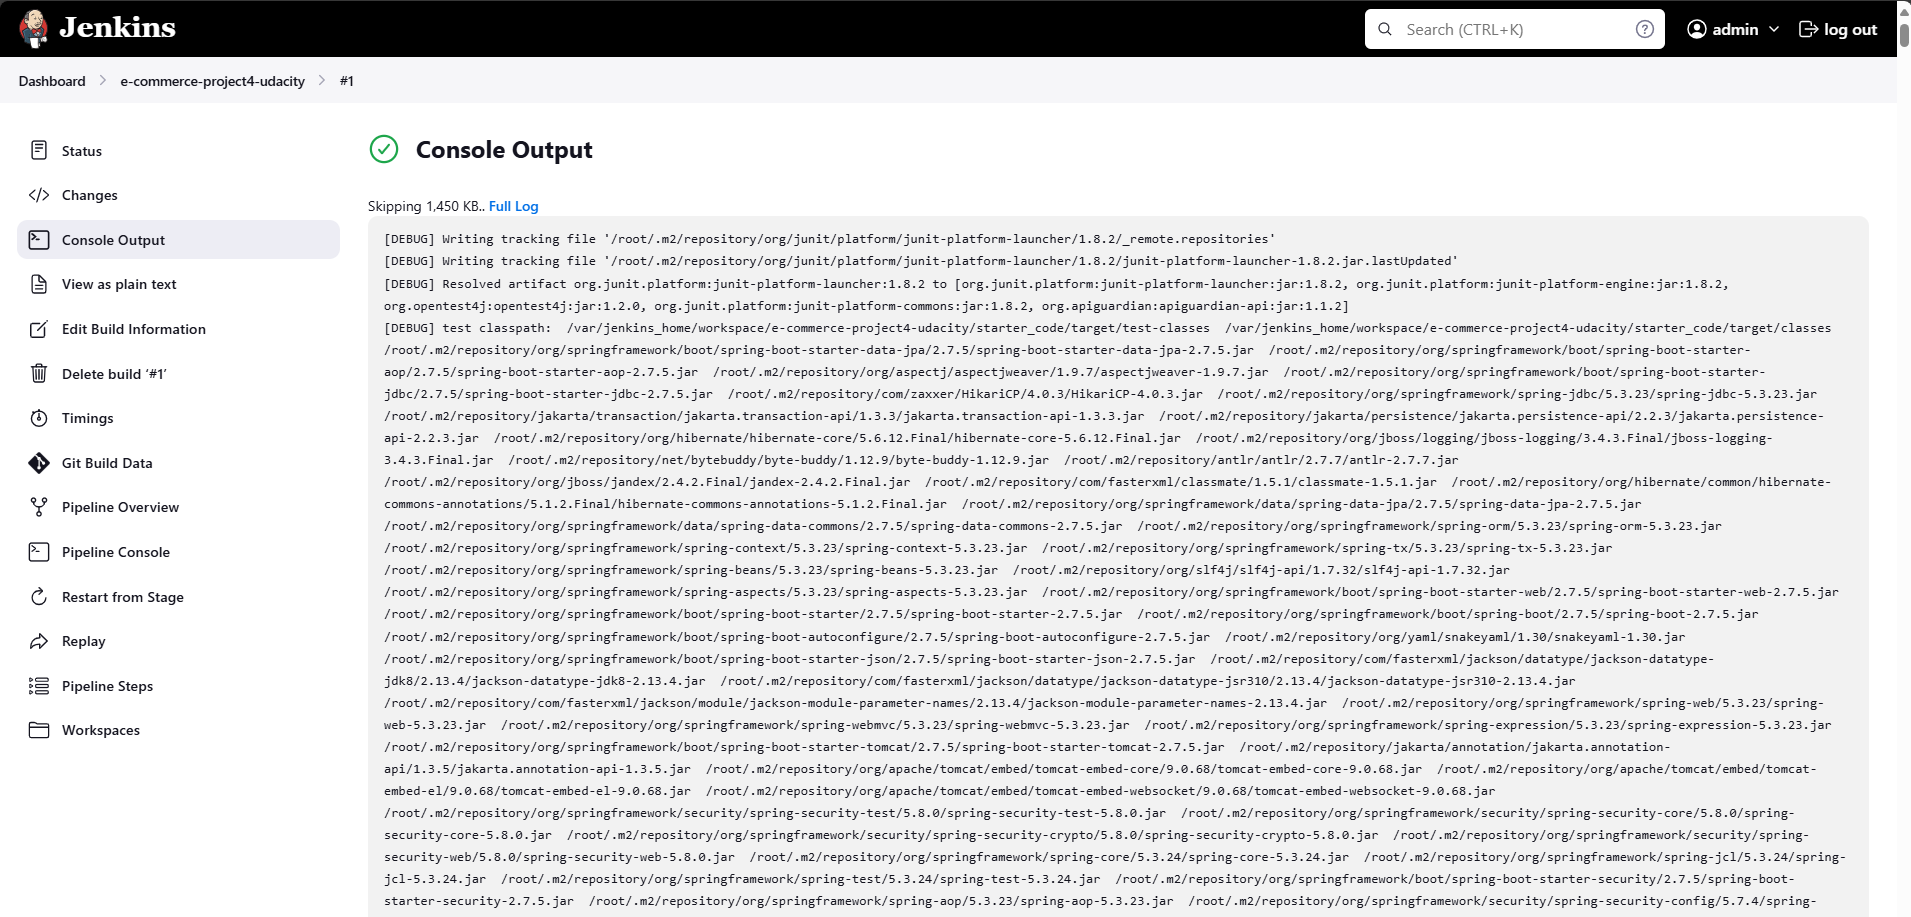 Jenkins
Search (CTRL+K)
admin
log out
Dashboard
e-commerce-project4-udacity
#1
Status
Changes
Console Output
View as plain text
Edit Build Information
Delete build ‘#1’
Timings
Git Build Data
Pipeline Overview
Pipeline Console
Restart from Stage
Replay
Pipeline Steps
Workspaces
Console Output
Skipping 1,450 KB.. Full Log
[DEBUG] Writing tracking file '/root/.m2/repository/org/junit/platform/junit-platform-launcher/1.8.2/_remote.repositories'
[DEBUG] Writing tracking file '/root/.m2/repository/org/junit/platform/junit-platform-launcher/1.8.2/junit-platform-launcher-1.8.2.jar.lastUpdated'
[DEBUG] Resolved artifact org.junit.platform:junit-platform-launcher:1.8.2 to [org.junit.platform:junit-platform-launcher:jar:1.8.2, org.junit.platform:junit-platform-engine:jar:1.8.2,
org.opentest4j:opentest4j:jar:1.2.0, org.junit.platform:junit-platform-commons:jar:1.8.2, org.apiguardian:apiguardian-api:jar:1.1.2]
[DEBUG] test classpath:  /var/jenkins_home/workspace/e-commerce-project4-udacity/starter_code/target/test-classes  /var/jenkins_home/workspace/e-commerce-project4-udacity/starter_code/target/classes
/root/.m2/repository/org/springframework/boot/spring-boot-starter-data-jpa/2.7.5/spring-boot-starter-data-jpa-2.7.5.jar  /root/.m2/repository/org/springframework/boot/spring-boot-starter-
aop/2.7.5/spring-boot-starter-aop-2.7.5.jar  /root/.m2/repository/org/aspectj/aspectjweaver/1.9.7/aspectjweaver-1.9.7.jar  /root/.m2/repository/org/springframework/boot/spring-boot-starter-
jdbc/2.7.5/spring-boot-starter-jdbc-2.7.5.jar  /root/.m2/repository/com/zaxxer/HikariCP/4.0.3/HikariCP-4.0.3.jar  /root/.m2/repository/org/springframework/spring-jdbc/5.3.23/spring-jdbc-5.3.23.jar
/root/.m2/repository/jakarta/transaction/jakarta.transaction-api/1.3.3/jakarta.transaction-api-1.3.3.jar  /root/.m2/repository/jakarta/persistence/jakarta.persistence-api/2.2.3/jakarta.persistence-
api-2.2.3.jar  /root/.m2/repository/org/hibernate/hibernate-core/5.6.12.Final/hibernate-core-5.6.12.Final.jar  /root/.m2/repository/org/jboss/logging/jboss-logging/3.4.3.Final/jboss-logging-
3.4.3.Final.jar  /root/.m2/repository/net/bytebuddy/byte-buddy/1.12.9/byte-buddy-1.12.9.jar  /root/.m2/repository/antlr/antlr/2.7.7/antlr-2.7.7.jar
/root/.m2/repository/org/jboss/jandex/2.4.2.Final/jandex-2.4.2.Final.jar  /root/.m2/repository/com/fasterxml/classmate/1.5.1/classmate-1.5.1.jar  /root/.m2/repository/org/hibernate/common/hibernate-
commons-annotations/5.1.2.Final/hibernate-commons-annotations-5.1.2.Final.jar  /root/.m2/repository/org/springframework/data/spring-data-jpa/2.7.5/spring-data-jpa-2.7.5.jar
/root/.m2/repository/org/springframework/data/spring-data-commons/2.7.5/spring-data-commons-2.7.5.jar  /root/.m2/repository/org/springframework/spring-orm/5.3.23/spring-orm-5.3.23.jar
/root/.m2/repository/org/springframework/spring-context/5.3.23/spring-context-5.3.23.jar  /root/.m2/repository/org/springframework/spring-tx/5.3.23/spring-tx-5.3.23.jar
/root/.m2/repository/org/springframework/spring-beans/5.3.23/spring-beans-5.3.23.jar  /root/.m2/repository/org/slf4j/slf4j-api/1.7.32/slf4j-api-1.7.32.jar
/root/.m2/repository/org/springframework/spring-aspects/5.3.23/spring-aspects-5.3.23.jar  /root/.m2/repository/org/springframework/boot/spring-boot-starter-web/2.7.5/spring-boot-starter-web-2.7.5.jar
/root/.m2/repository/org/springframework/boot/spring-boot-starter/2.7.5/spring-boot-starter-2.7.5.jar  /root/.m2/repository/org/springframework/boot/spring-boot/2.7.5/spring-boot-2.7.5.jar
/root/.m2/repository/org/springframework/boot/spring-boot-autoconfigure/2.7.5/spring-boot-autoconfigure-2.7.5.jar  /root/.m2/repository/org/yaml/snakeyaml/1.30/snakeyaml-1.30.jar
/root/.m2/repository/org/springframework/boot/spring-boot-starter-json/2.7.5/spring-boot-starter-json-2.7.5.jar  /root/.m2/repository/com/fasterxml/jackson/datatype/jackson-datatype-
jdk8/2.13.4/jackson-datatype-jdk8-2.13.4.jar  /root/.m2/repository/com/fasterxml/jackson/datatype/jackson-datatype-jsr310/2.13.4/jackson-datatype-jsr310-2.13.4.jar
/root/.m2/repository/com/fasterxml/jackson/module/jackson-module-parameter-names/2.13.4/jackson-module-parameter-names-2.13.4.jar  /root/.m2/repository/org/springframework/spring-web/5.3.23/spring-
web-5.3.23.jar  /root/.m2/repository/org/springframework/spring-webmvc/5.3.23/spring-webmvc-5.3.23.jar  /root/.m2/repository/org/springframework/spring-expression/5.3.23/spring-expression-5.3.23.jar
/root/.m2/repository/org/springframework/boot/spring-boot-starter-tomcat/2.7.5/spring-boot-starter-tomcat-2.7.5.jar  /root/.m2/repository/jakarta/annotation/jakarta.annotation-
api/1.3.5/jakarta.annotation-api-1.3.5.jar  /root/.m2/repository/org/apache/tomcat/embed/tomcat-embed-core/9.0.68/tomcat-embed-core-9.0.68.jar  /root/.m2/repository/org/apache/tomcat/embed/tomcat-
embed-el/9.0.68/tomcat-embed-el-9.0.68.jar  /root/.m2/repository/org/apache/tomcat/embed/tomcat-embed-websocket/9.0.68/tomcat-embed-websocket-9.0.68.jar
/root/.m2/repository/org/springframework/security/spring-security-test/5.8.0/spring-security-test-5.8.0.jar  /root/.m2/repository/org/springframework/security/spring-security-core/5.8.0/spring-
security-core-5.8.0.jar  /root/.m2/repository/org/springframework/security/spring-security-crypto/5.8.0/spring-security-crypto-5.8.0.jar  /root/.m2/repository/org/springframework/security/spring-
security-web/5.8.0/spring-security-web-5.8.0.jar  /root/.m2/repository/org/springframework/spring-core/5.3.24/spring-core-5.3.24.jar  /root/.m2/repository/org/springframework/spring-jcl/5.3.24/spring-
jcl-5.3.24.jar  /root/.m2/repository/org/springframework/spring-test/5.3.24/spring-test-5.3.24.jar  /root/.m2/repository/org/springframework/boot/spring-boot-starter-security/2.7.5/spring-boot-
starter-security-2.7.5.jar  /root/.m2/repository/org/springframework/spring-aop/5.3.23/spring-aop-5.3.23.jar  /root/.m2/repository/org/springframework/security/spring-security-config/5.7.4/spring-